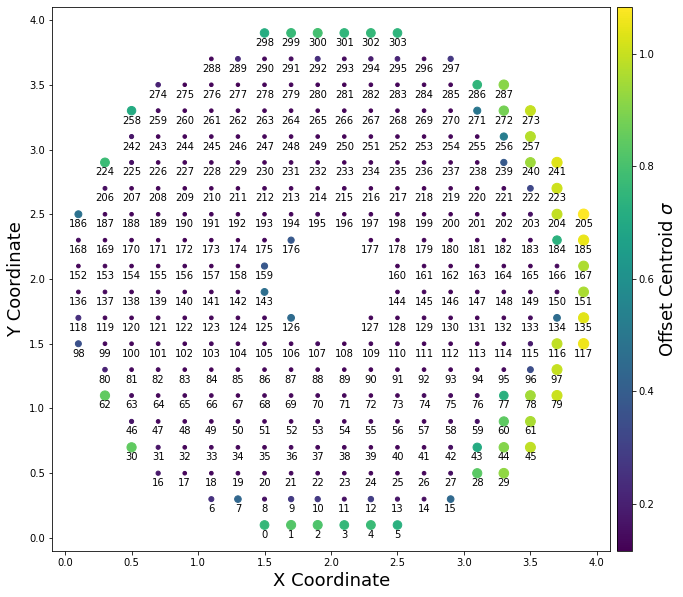 4.0
298 299 300 301 302 303
1.0
288 289 290 291 292 293 294 295 296 297
3.5
274 275 276 277 278 279 280 281 282 283 284 285 286 287
258 259 260 261 262 263 264 265 266 267 268 269 270 271 272 273
242 243 244 245 246 247 248 249 250 251 252 253 254 255 256 257
3.0
0.8
224 225 226 227 228 229 230 231 232 233 234 235 236 237 238 239 240 241
206 207 208 209 210 211 212 213 214 215 216 217 218 219 220 221 222 223
2.5
186 187 188 189 190 191 192 193 194 195 196 197 198 199 200 201 202 203 204 205
168 169 170 171 172 173 174 175 176 177 178 179 180 181 182 183 184 185
2.0
0.6
152 153 154 155 156 157 158 159 160 161 162 163 164 165 166 167
136 137 138 139 140 141 142 143 144 145 146 147 148 149 150 151
118 119 120 121 122 123 124 125 126 127 128 129 130 131 132 133 134 135
1.5
98 99 100 101 102 103 104 105 106 107 108 109 110 111 112 113 114 115 116 117
80 81 82 83 84 85 86 87 88 89 90 91 92 93 94 95 96 97
0.4
62 63 64 65 66 67 68 69 70 71 72 73 74 75 76 77 78 79
1.0
46 47 48 49 50 51 52 53 54 55 56 57 58 59 60 61
30 31 32 33 34 35 36 37 38 39 40 41 42 43 44 45
0.5
16 17 18 19 20 21 22 23 24 25 26 27 28 29
0.2
6 7 8 9 10 11 12 13 14 15
0 1 2 3 4 5
0.0
0.0 0.5 1.0 1.5 2.0 2.5 3.0 3.5 4.0
X Coordinate
Y Coordinate
Offset Centroid σ